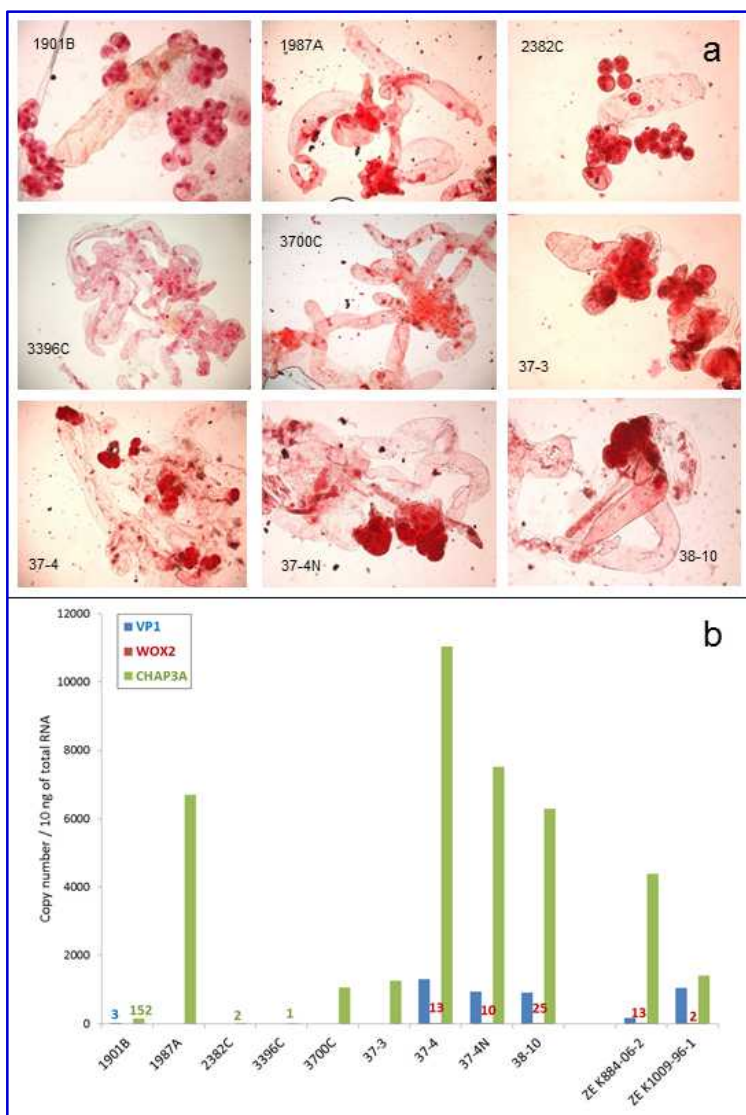 1901B
1987A
2382C
a
3396C
3700C
37-3
37-4
37-4N
38-10
b
12000
10000
8000
6000
4000
2000
0
Copy number / 10 ng of total RNA
VP1
WOX2
CHAP3A
3
152
2
1
13
10
25
13
2
1901B
1987A
2382C
3396C
3700C
37-3
37-4
37-4N
38-10
ZE K884-06-2
ZE K1009-96-1